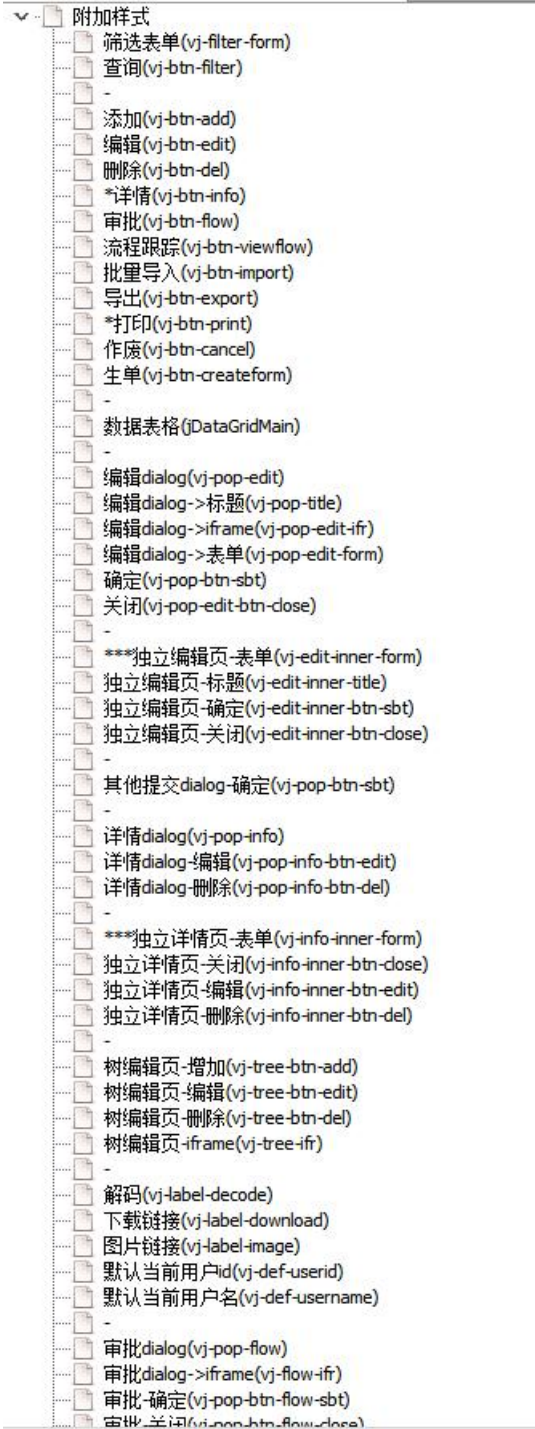 附加样式
筛选表单(vj-filter-form)
查询(vj-btn-filter)
-
添加(vj-btn-add)
编辑(vj-btn-edit)
删除(vj-btn-del)
*详情(vj-btn-info)
审批(vj-btn-flow)
流程跟踪(vj-btn-viewflow)
批量导入(vj-btn-import)
导出(vj-btn-export)
*打印(vj-btn-print)
作废(vj-btn-cancel)
生单(vj-btn-createform)
-
数据表格(jDataGridMain)
-
编辑dialog(vj-pop-edit)
编辑dialog->标题(vj-pop-title)
编辑dialog->iframe(vj-pop-edit-ifr)
编辑dialog->表单(vj-pop-edit-form)
确定(vj-pop-btn-sbt)
关闭(vj-pop-edit-btn-close)
-
***独立编辑页-表单(vj-edit-inner-form)
独立编辑页-标题(vj-edit-inner-title)
独立编辑页-确定(vj-edit-inner-btn-sbt)
独立编辑页-关闭(vj-edit-inner-btn-close)
-
其他提交dialog-确定(vj-pop-btn-sbt)
-
详情dialog(vj-pop-info)
详情dialog-编辑(vj-pop-info-btn-edit)
详情dialog-删除(vj-pop-info-btn-del)
-
***独立详情页-表单(vj-info-inner-form)
独立详情页-关闭(vj-info-inner-btn-close)
独立详情页-编辑(vj-info-inner-btn-edit)
独立详情页-删除(vj-info-inner-btn-del)
-
树编辑页-增加(vj-tree-btn-add)
树编辑页-编辑(vj-tree-btn-edit)
树编辑页-删除(vj-tree-btn-del)
树编辑页-iframe(vj-tree-ifr)
-
解码(vj-label-decode)
下载链接(vj-label-download)
图片链接(vj-label-image)
默认当前用户id(vj-def-userid)
默认当前用户名(vj-def-username)
-
审批dialog(vj-pop-flow)
审批dialog->iframe(vj-flow-ifr)
审批-确定(vj-pop-btn-flow-sbt)
审批-关闭(vj-pop-btn-flow-close)